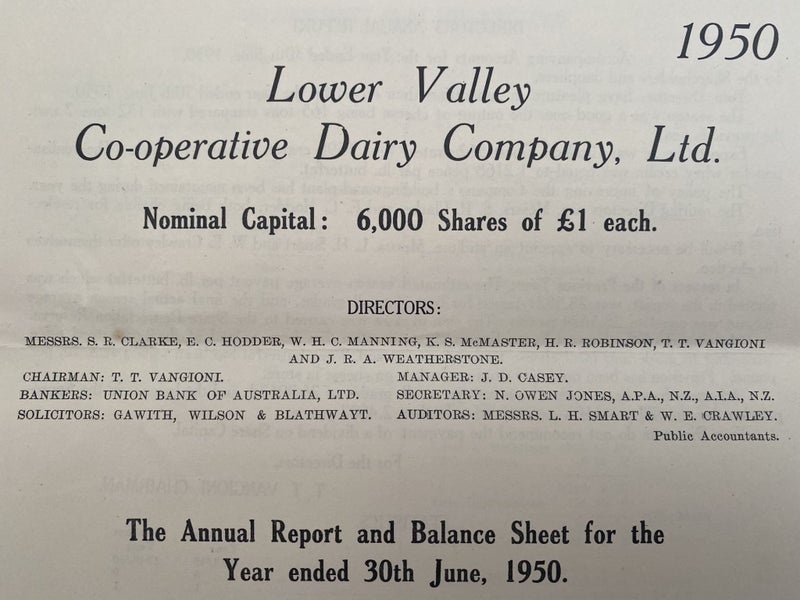 1950
Lower Valley
Co-operative Dairy Company, Ltd.
Nominal Capital: 6,000 Shares of £1 each.
DIRECTORS:
MESSRS. S. R. CLARKE, E. C. HODDER, W. H. C. MANNING, K. S. McMASTER, H. R. ROBINSON, T. T. VANGIONI
AND J. R. A. WEATHERSTONE.
CHAIRMAN: T. T. VANGIONI. MANAGER: J. D. CASEY.
BANKERS: UNION BANK OF AUSTRALIA, LTD. SECRETARY: N. OWEN JONES, A.P.A., N.Z., A.I.A., N.Z.
SOLICITORS: GAWITH, WILSON & BLATHWAYT. AUDITORS: MESSRS. L. H. SMART & W. E. CRAWLEY.
Public Accountants.
The Annual Report and Balance Sheet for the
Year ended 30th June, 1950.